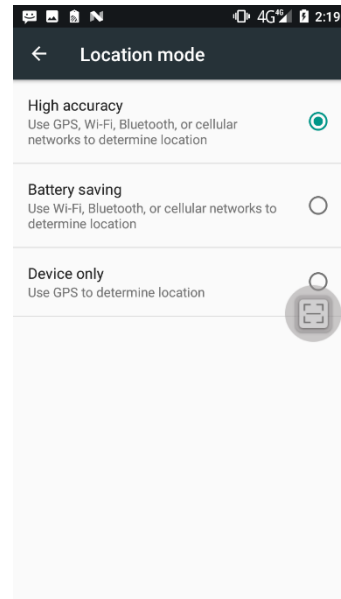 4G 4G 2:19
Location mode
High accuracy
Use GPS, Wi-Fi, Bluetooth, or cellular
networks to determine location
Battery saving
Use Wi-Fi, Bluetooth, or cellular networks to
determine location
Device only
Use GPS to determine location